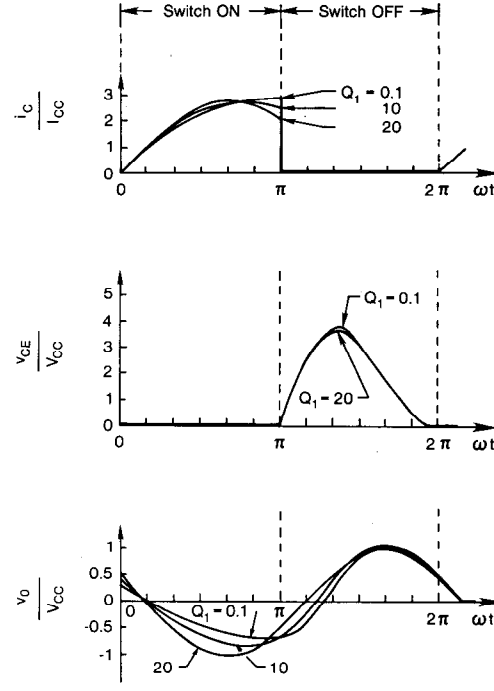 Switch ON Switch OFF
i_C / I_CC
3
2
1
0
Q_1 = 0.1
10
20
0 π 2π ωt
v_CE / V_CC
5
4
3
2
1
0
Q_1 = 0.1
Q_1 = 20
0 π 2π ωt
v_0 / V_CC
1
0.5
0
-0.5
-1
Q_1 = 0.1
20
10
0 π 2π ωt